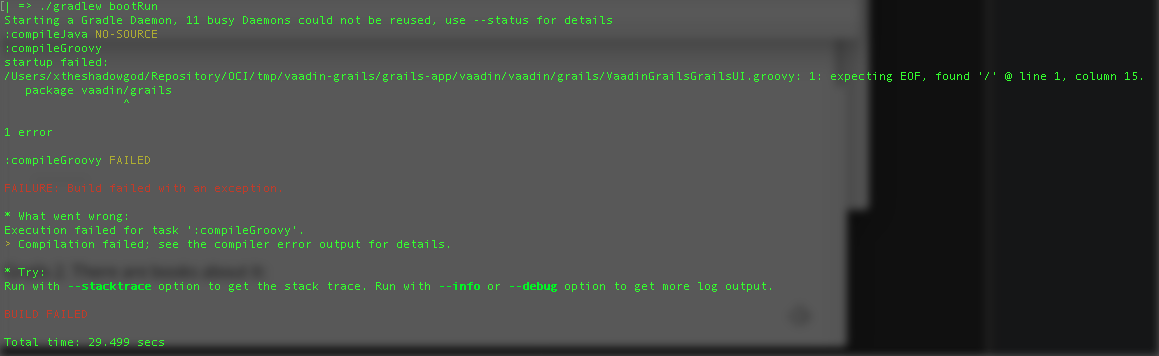 [| => ./gradlew bootRun
Starting a Gradle Daemon, 11 busy Daemons could not be reused, use --status for details
:compileJava NO-SOURCE
:compileGroovy
startup failed:
/Users/xtheshadowgod/Repository/OCI/tmp/vaadin-grails/grails-app/vaadin/vaadin/grails/VaadinGrailsGrailsUI.groovy: 1: expecting EOF, found '/' @ line 1, column 15.
   package vaadin/grails
                 ^

1 error

:compileGroovy FAILED

FAILURE: Build failed with an exception.

* What went wrong:
Execution failed for task ':compileGroovy'.
> Compilation failed; see the compiler error output for details.

* Try:
Run with --stacktrace option to get the stack trace. Run with --info or --debug option to get more log output.

BUILD FAILED

Total time: 29.499 secs